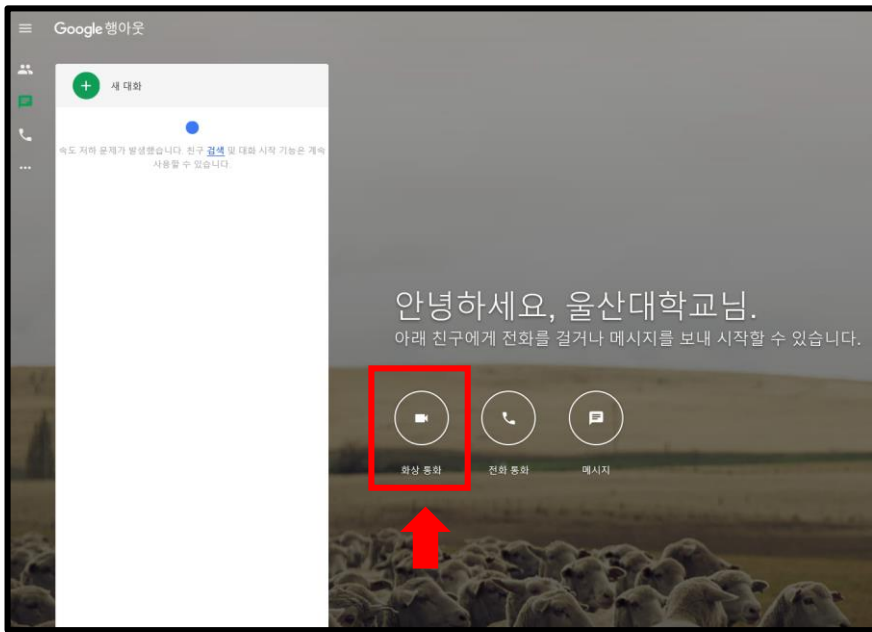 Google 행아웃
새 대화
속도 저하 문제가 발생했습니다. 친구 검색 및 대화 시작 기능은 계속
사용할 수 있습니다.
안녕하세요, 울산대학교님.
아래 친구에게 전화를 걸거나 메시지를 보내 시작할 수 있습니다.
화상 통화
전화 통화
메시지